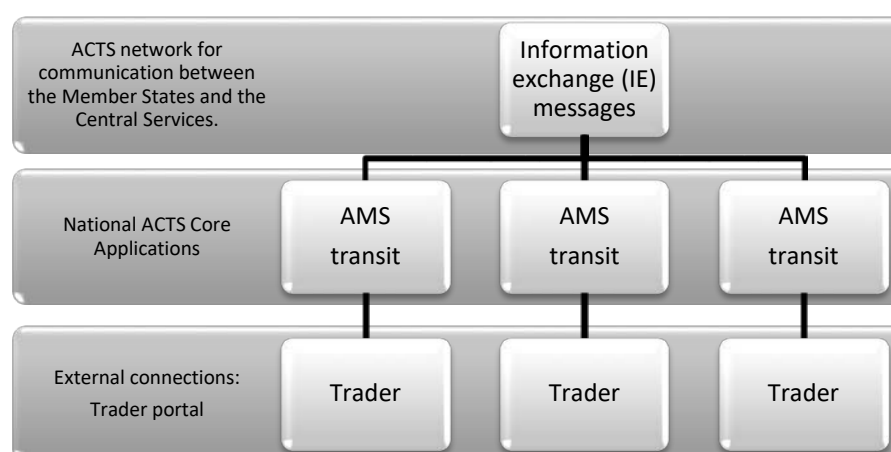 ACTS network for
communication between
the Member States and the
Central Services.
Information
exchange (IE)
messages
National ACTS Core
Applications
AMS
transit
AMS
transit
AMS
transit
External connections:
Trader portal
Trader
Trader
Trader